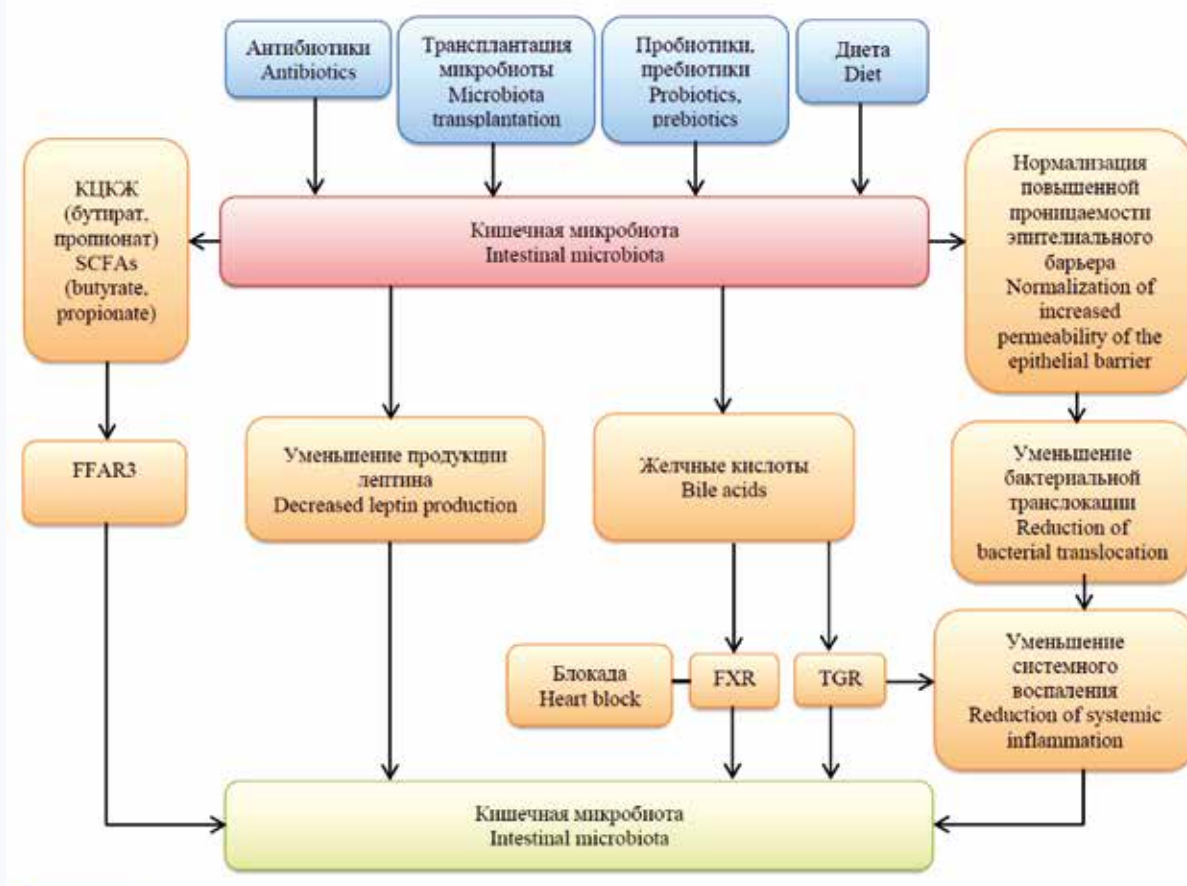 Антибиотики
Antibiotics
Трансплантация
микробиоты
Microbiota
transplantation
Пробиотики,
пребиотики
Probiotics,
prebiotics
Диета
Diet
КЦКЖ
(бутират,
пропионат)
SCFAs
(butyrate,
propionate)
Кишечная микробиота
Intestinal microbiota
Нормализация
повышенной
проницаемости
эпителиального
барьера
Normalization of
increased
permeability of the
epithelial barrier
FFAR3
Уменьшение продукции
лептина
Decreased leptin production
Желчные кислоты
Bile acids
Уменьшение
бактериальной
транслокации
Reduction of
bacterial translocation
Блокада
Heart block
FXR
TGR
Уменьшение
системного
воспаления
Reduction of systemic
inflammation
Кишечная микробиота
Intestinal microbiota